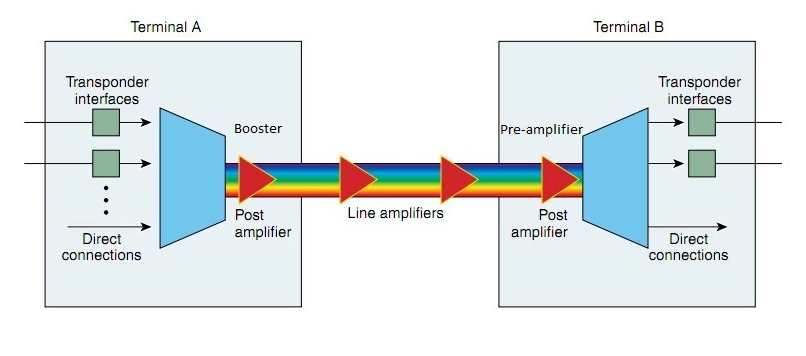 Terminal A
Terminal B
Transponder
interfaces
Transponder
interfaces
Booster
Pre-amplifier
Post
amplifier
Line amplifiers
Post
amplifier
Direct
connections
Direct
connections